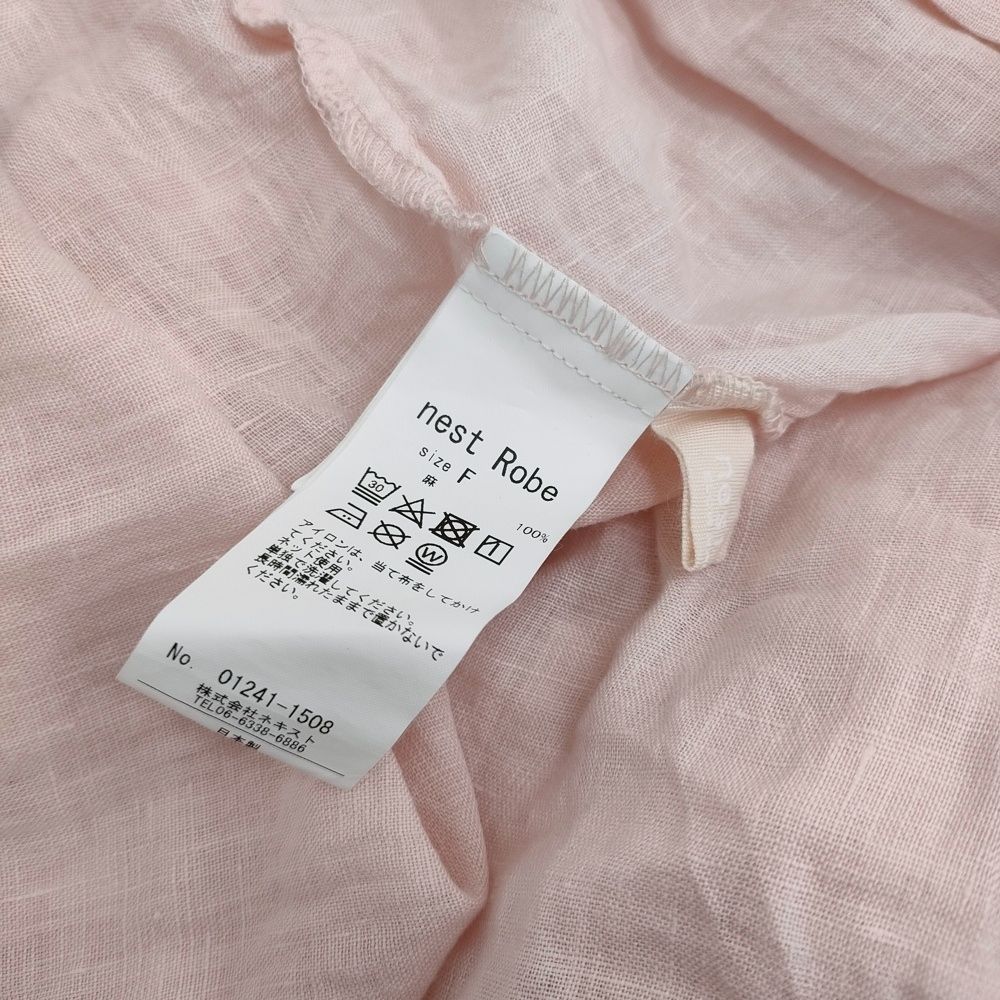 nest Robe
size F
麻 100%
30
W
アイロンは、当て布をしてかけ
てください。
ネット使用
単独で洗濯してください。
長時間濡れたままで置かないで
ください。
No. 01241-1508
株式会社ネキスト
TEL06-6338-6886
日本製